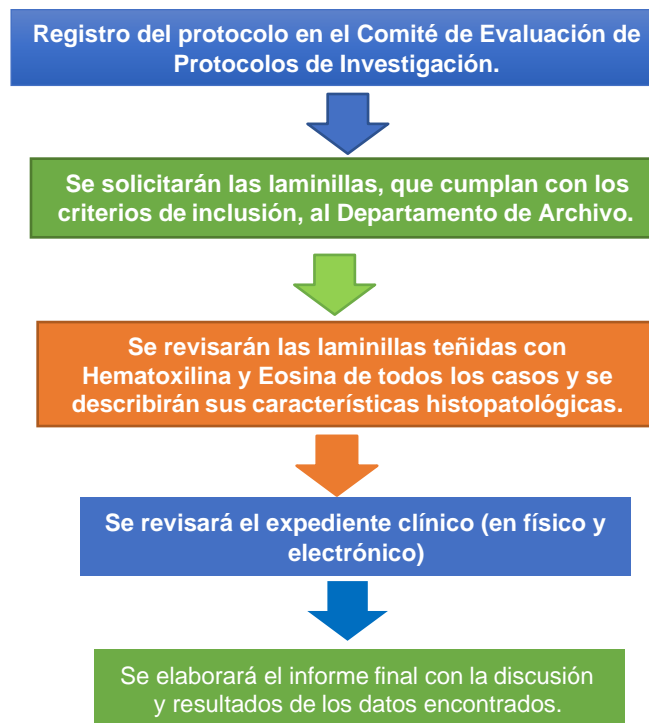 Registro del protocolo en el Comité de Evaluación de
Protocolos de Investigación.
Se solicitarán las laminillas, que cumplan con los
criterios de inclusión, al Departamento de Archivo.
Se revisarán las laminillas teñidas con
Hematoxilina y Eosina de todos los casos y se
describirán sus características histopatológicas.
Se revisará el expediente clínico (en físico y
electrónico)
Se elaborará el informe final con la discusión
y resultados de los datos encontrados.